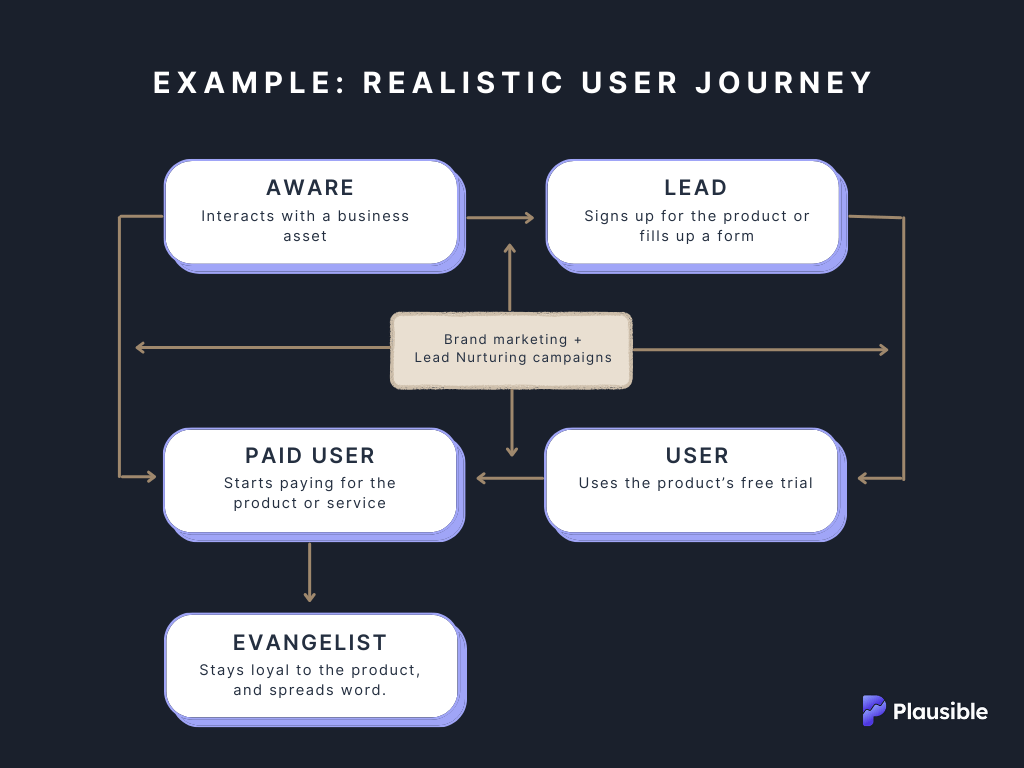 EXAMPLE: REALISTIC USER JOURNEY
AWARE
Interacts with a business
asset
LEAD
Signs up for the product or
fills up a form
Brand marketing +
Lead Nurturing campaigns
PAID USER
Starts paying for the
product or service
USER
Uses the product’s free trial
EVANGELIST
Stays loyal to the product,
and spreads word.
Plausible